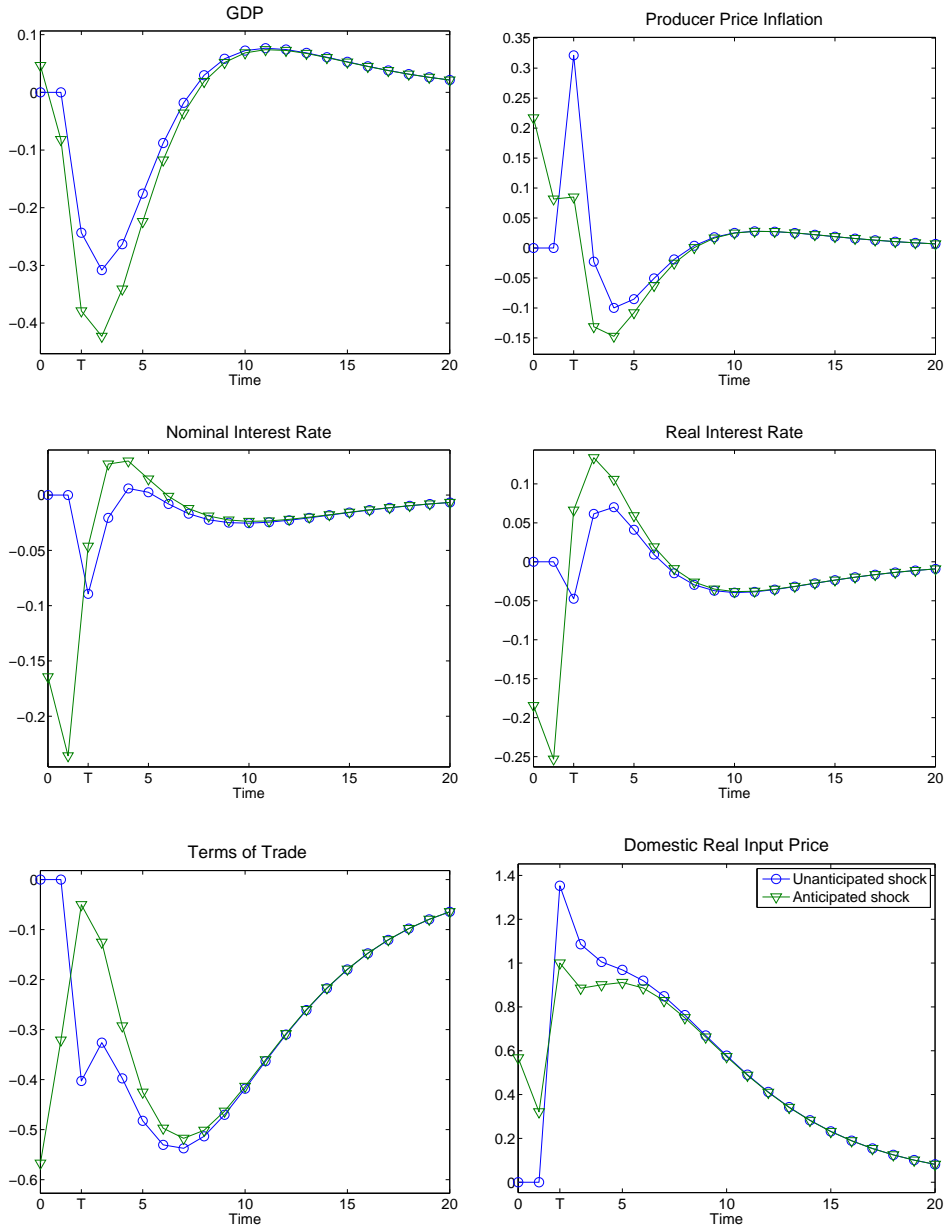 GDP
0.1
0
−0.1
−0.2
−0.3
−0.4
0 T 5 10 15 20
Time
Producer Price Inflation
0.35
0.3
0.25
0.2
0.15
0.1
0.05
0
−0.05
−0.1
−0.15
0 T 5 10 15 20
Time
Nominal Interest Rate
0
−0.05
−0.1
−0.15
−0.2
0 T 5 10 15 20
Time
Real Interest Rate
0.1
0.05
0
−0.05
−0.1
−0.15
−0.2
−0.25
0 T 5 10 15 20
Time
Terms of Trade
0
−0.1
−0.2
−0.3
−0.4
−0.5
−0.6
0 T 5 10 15 20
Time
Domestic Real Input Price
1.4
1.2
1
0.8
0.6
0.4
0.2
0
Unanticipated shock
Anticipated shock
0 T 5 10 15 20
Time